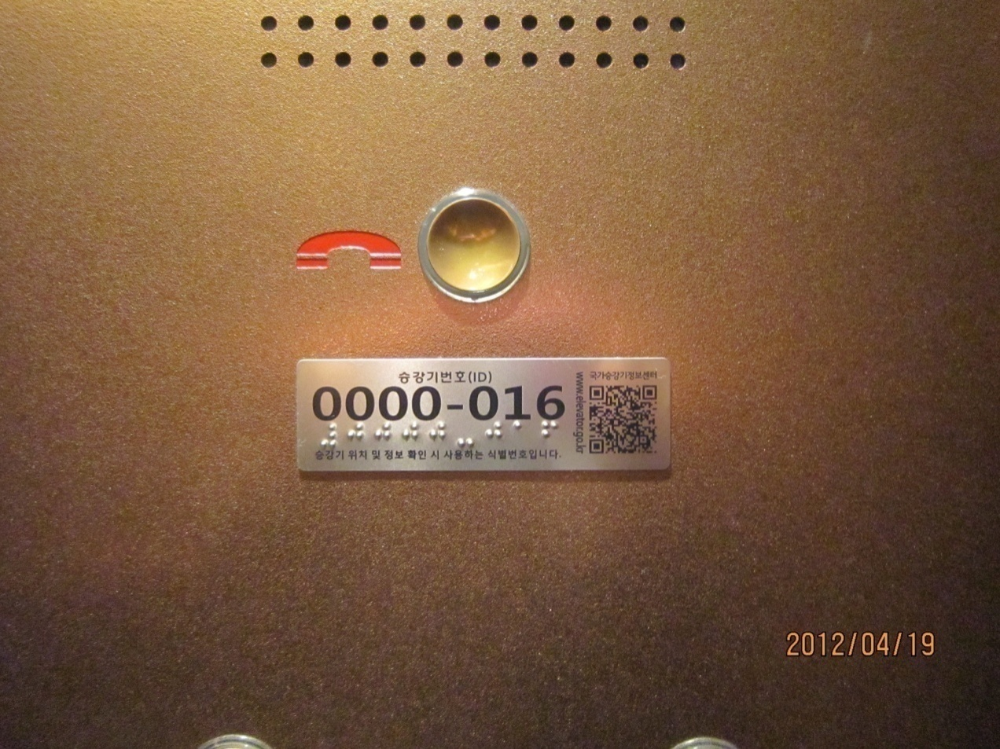 승강기번호(ID)
0000-016
승강기 위치 및 정보 확인 시 사용하는 식별번호입니다.
www.elevator.go.kr
국가승강기정보센터
2012/04/19